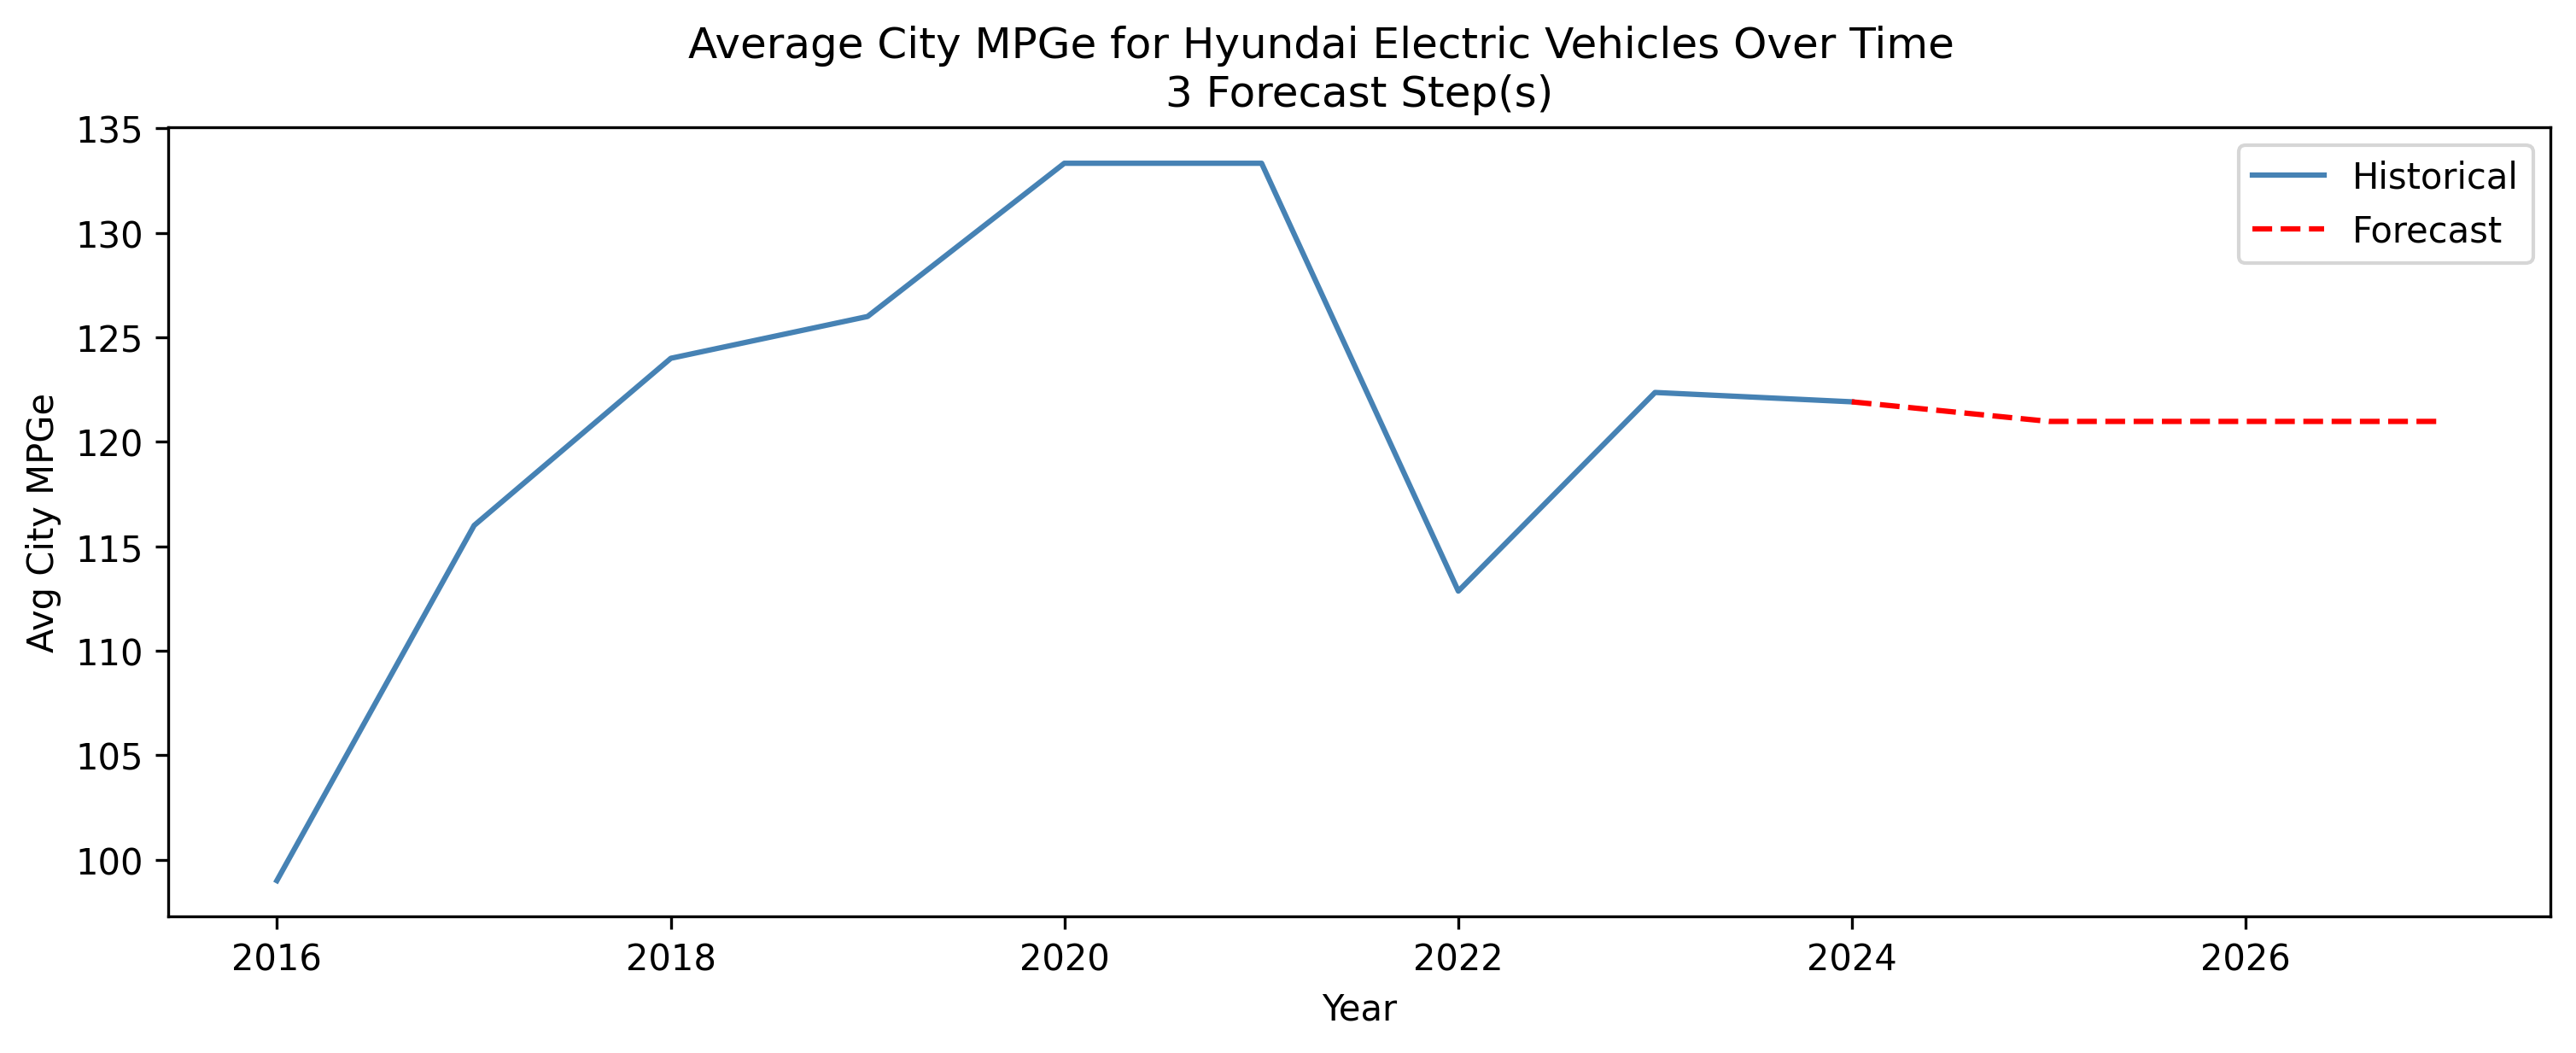 Average City MPGe for Hyundai Electric Vehicles Over Time
3 Forecast Step(s)
135
130
125
120
115
110
105
100
Avg City MPGe
Historical
Forecast
2016
2018
2020
2022
2024
2026
Year